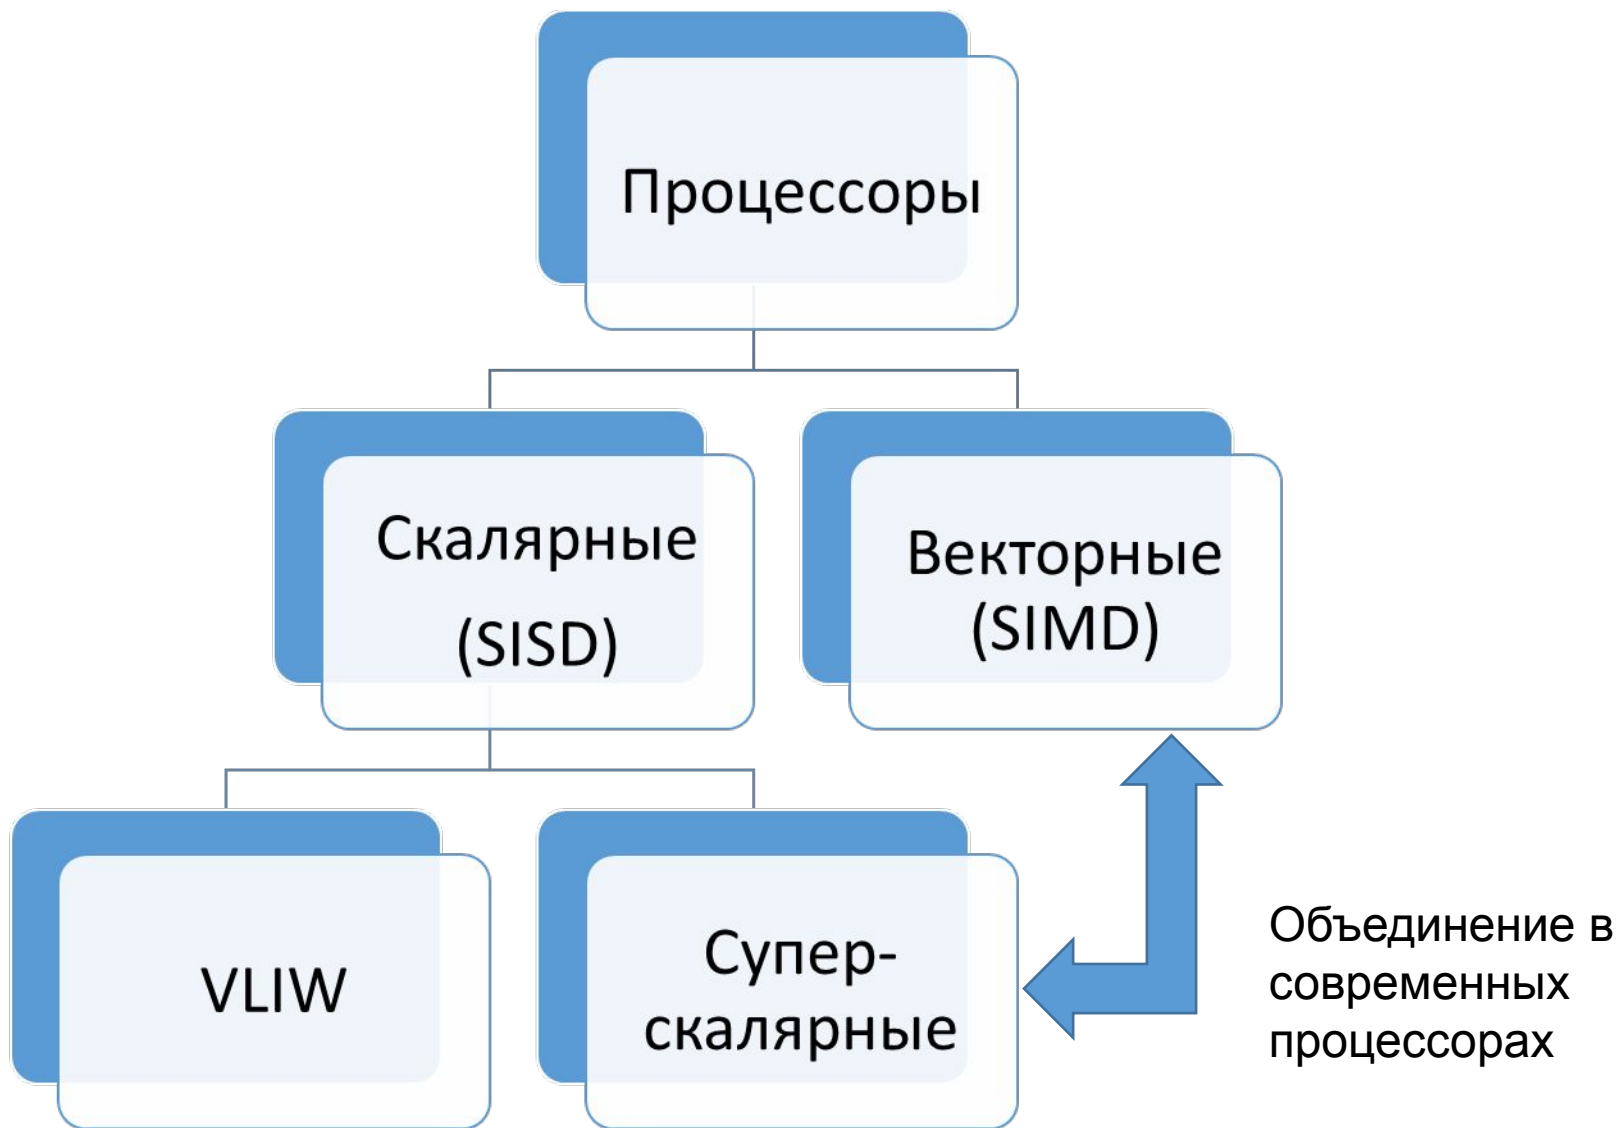 Процессоры
Скалярные
(SISD)
Векторные
(SIMD)
VLIW
Супер-
скалярные
Объединение в
современных
процессорах